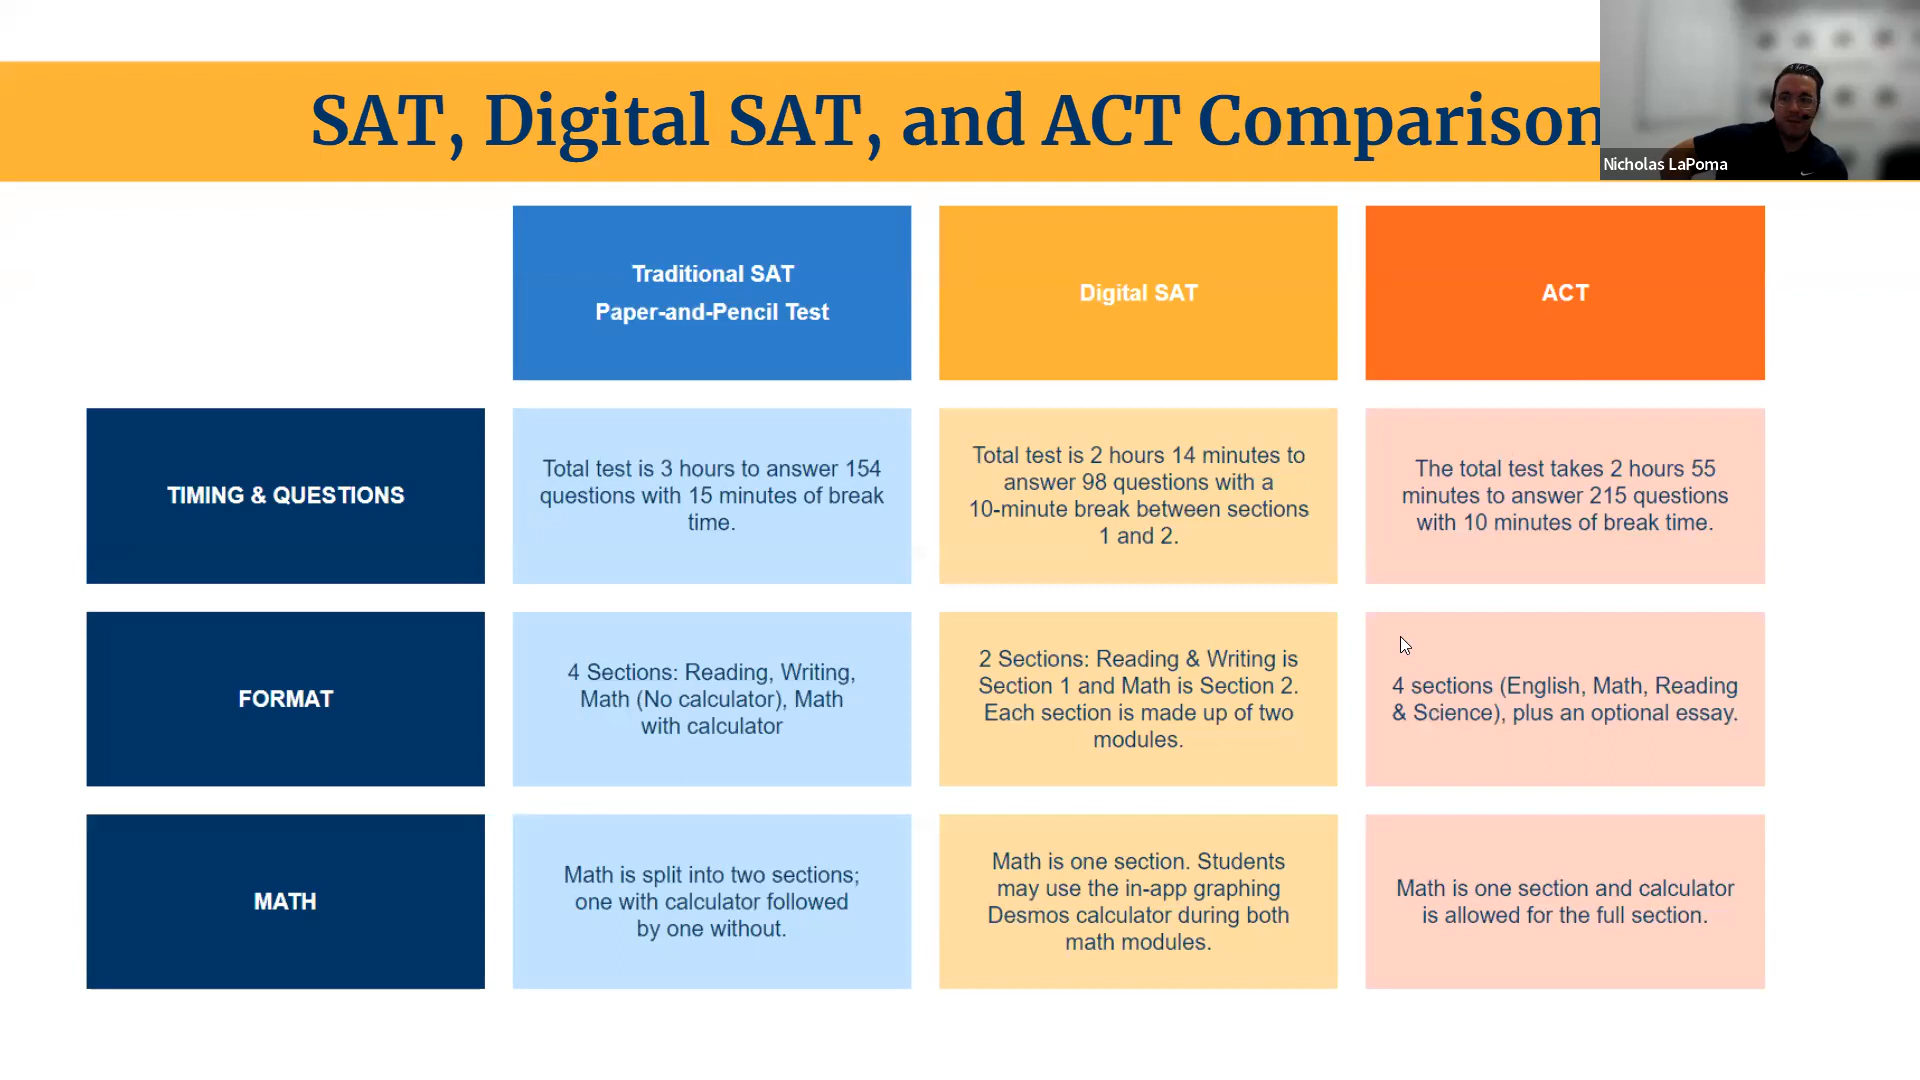 SAT, Digital SAT, and ACT Comparison
Nicholas LaPoma
Traditional SAT
Paper-and-Pencil Test
Digital SAT
ACT
TIMING & QUESTIONS
Total test is 3 hours to answer 154
questions with 15 minutes of break
time.
Total test is 2 hours 14 minutes to
answer 98 questions with a
10-minute break between sections
1 and 2.
The total test takes 2 hours 55
minutes to answer 215 questions
with 10 minutes of break time.
FORMAT
4 Sections: Reading, Writing,
Math (No calculator), Math
with calculator
2 Sections: Reading & Writing is
Section 1 and Math is Section 2.
Each section is made up of two
modules.
4 sections (English, Math, Reading
& Science), plus an optional essay.
MATH
Math is split into two sections;
one with calculator followed
by one without.
Math is one section. Students
may use the in-app graphing
Desmos calculator during both
math modules.
Math is one section and calculator
is allowed for the full section.